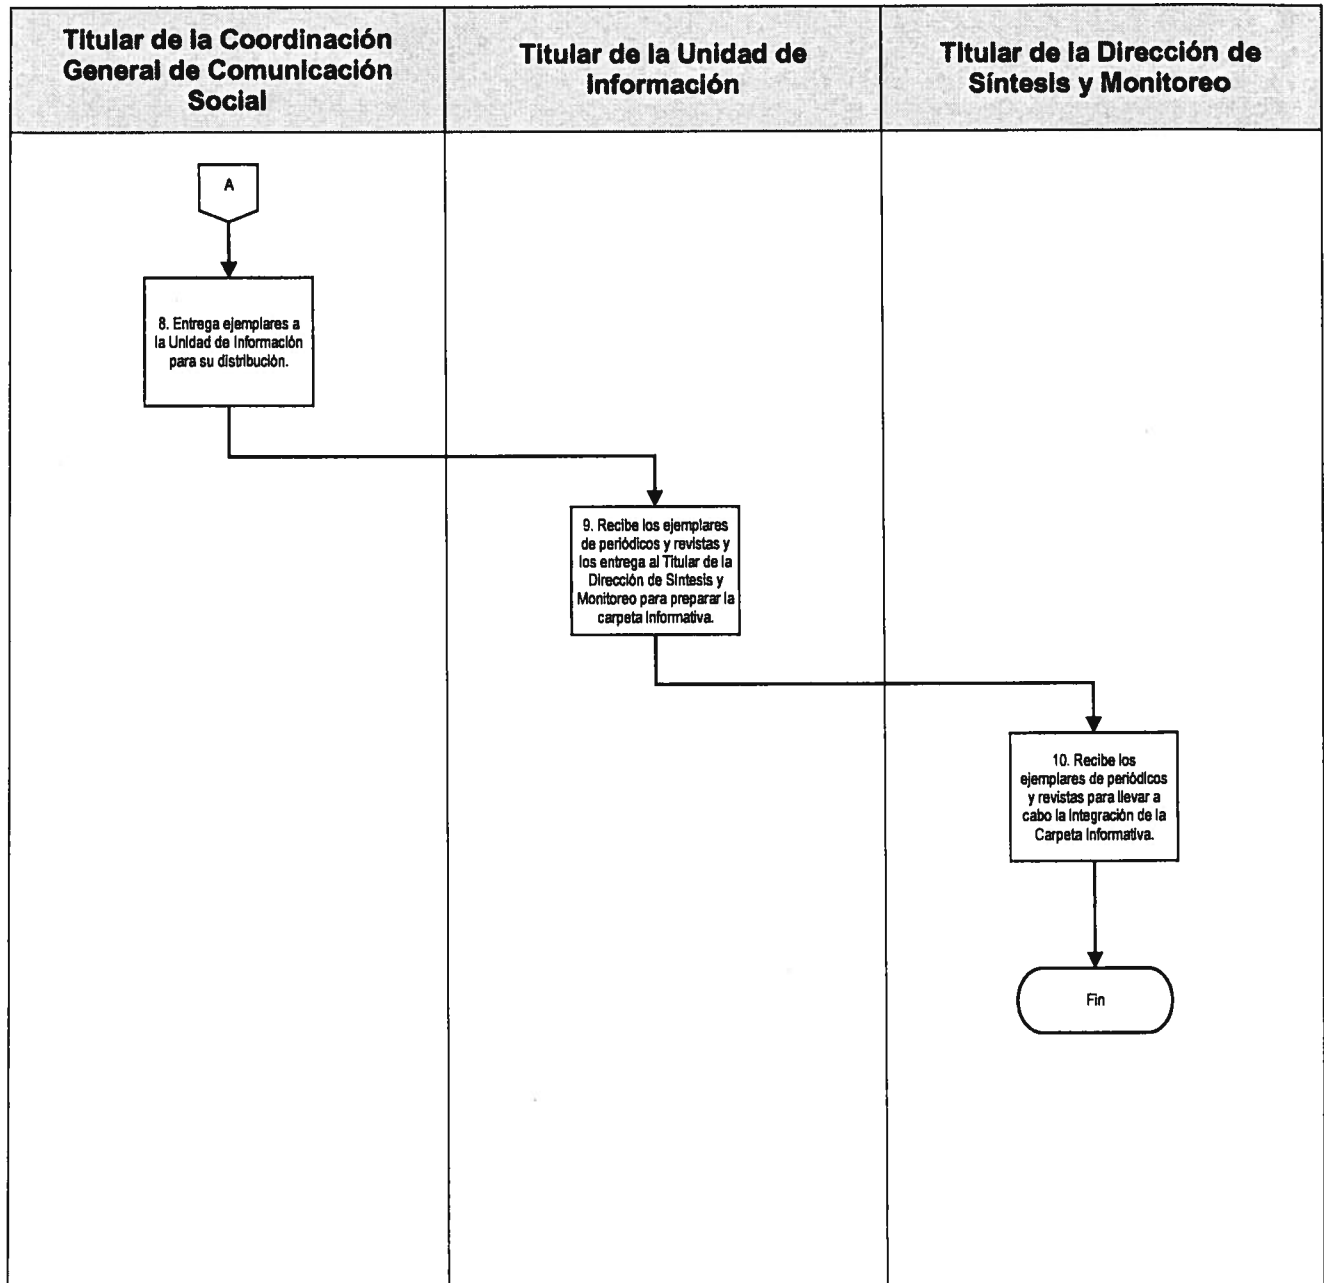 Titular de la Coordinación
General de Comunicación
Social
Titular de la Unidad de
Información
Titular de la Dirección de
Síntesis y Monitoreo
A
8. Entrega ejemplares a
la Unidad de Información
para su distribución.
9. Recibe los ejemplares
de periódicos y revistas y
los entrega al Titular de la
Dirección de Síntesis y
Monitoreo para preparar la
carpeta Informativa.
10. Recibe los
ejemplares de periódicos
y revistas para llevar a
cabo la Integración de la
Carpeta Informativa.
Fin